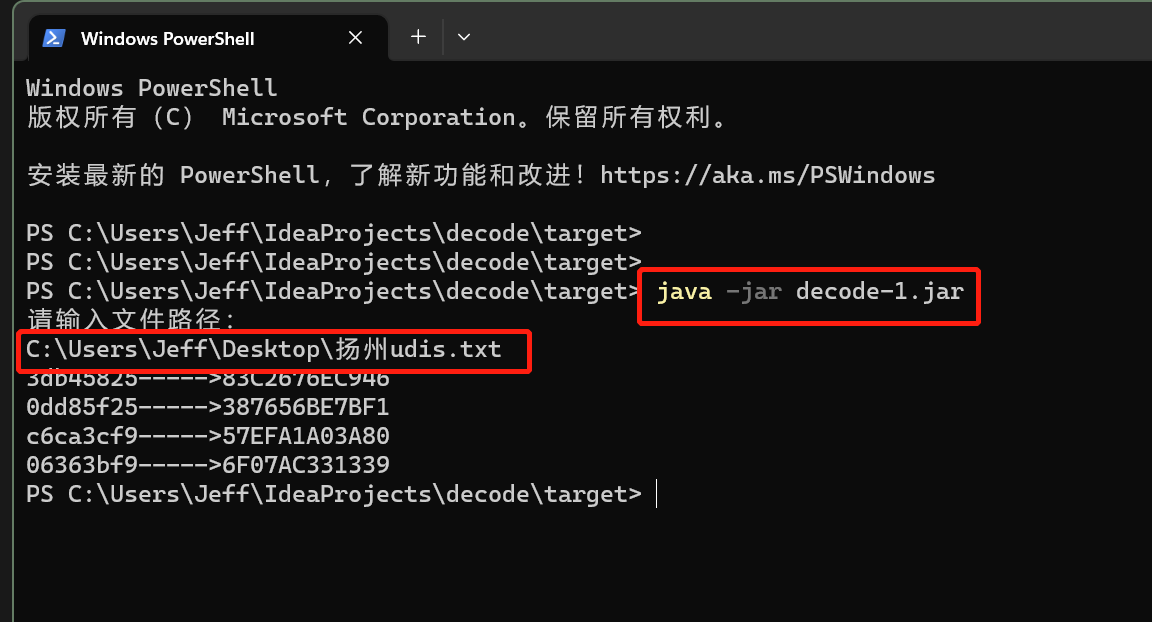 Windows PowerShell
Windows PowerShell
版权所有 (C) Microsoft Corporation。保留所有权利。
安装最新的 PowerShell，了解新功能和改进！https://aka.ms/PSWindows
PS C:\Users\Jeff\IdeaProjects\decode\target>
PS C:\Users\Jeff\IdeaProjects\decode\target>
PS C:\Users\Jeff\IdeaProjects\decode\target> java -jar decode-1.jar
请输入文件路径：
C:\Users\Jeff\Desktop\扬州udis.txt
3db45825----->83C2676EC946
0dd85f25----->387656BE7BF1
c6ca3cf9----->57EFA1A03A80
06363bf9----->6F07AC331339
PS C:\Users\Jeff\IdeaProjects\decode\target>